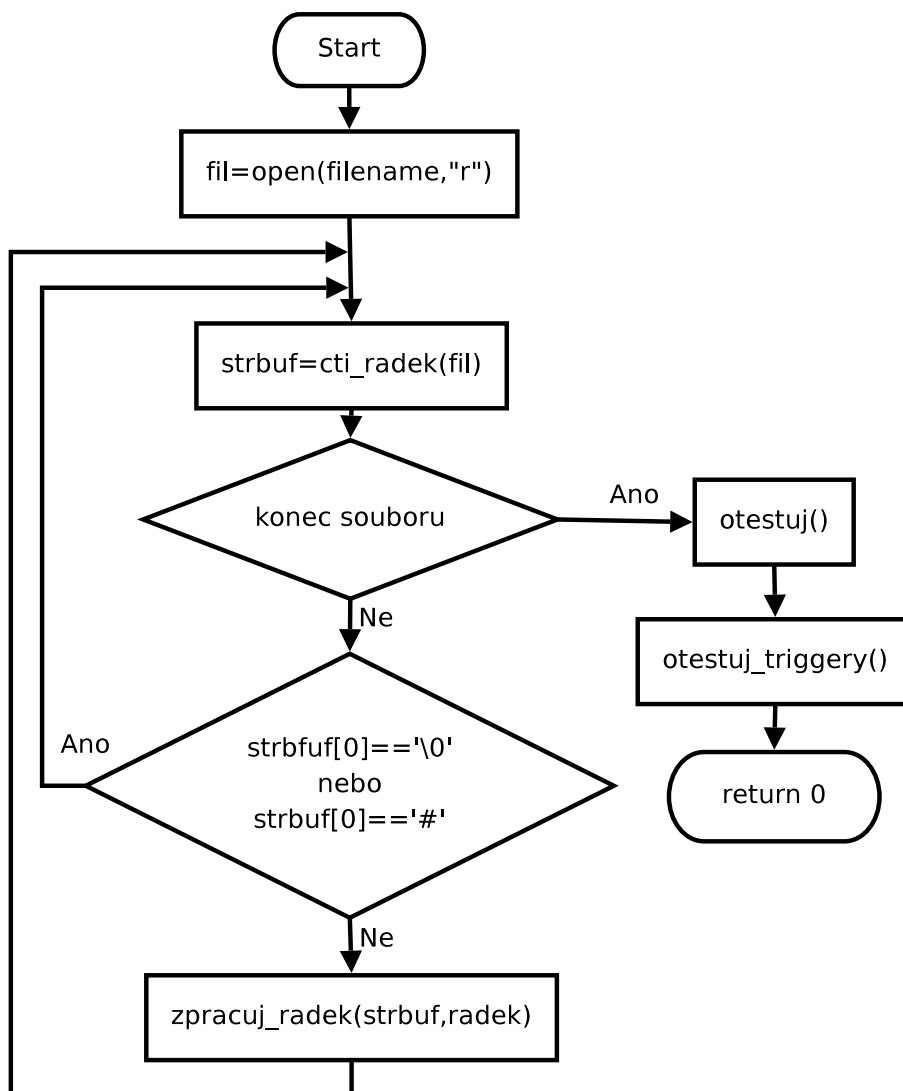 Start
fil=open(filename,"r")
strbuf=cti_radek(fil)
konec souboru
Ano
otestuj()
Ne
otestuj_triggery()
Ano
strbfuf[0]=='\0'
nebo
strbuf[0]=='#'
return 0
Ne
zpracuj_radek(strbuf,radek)